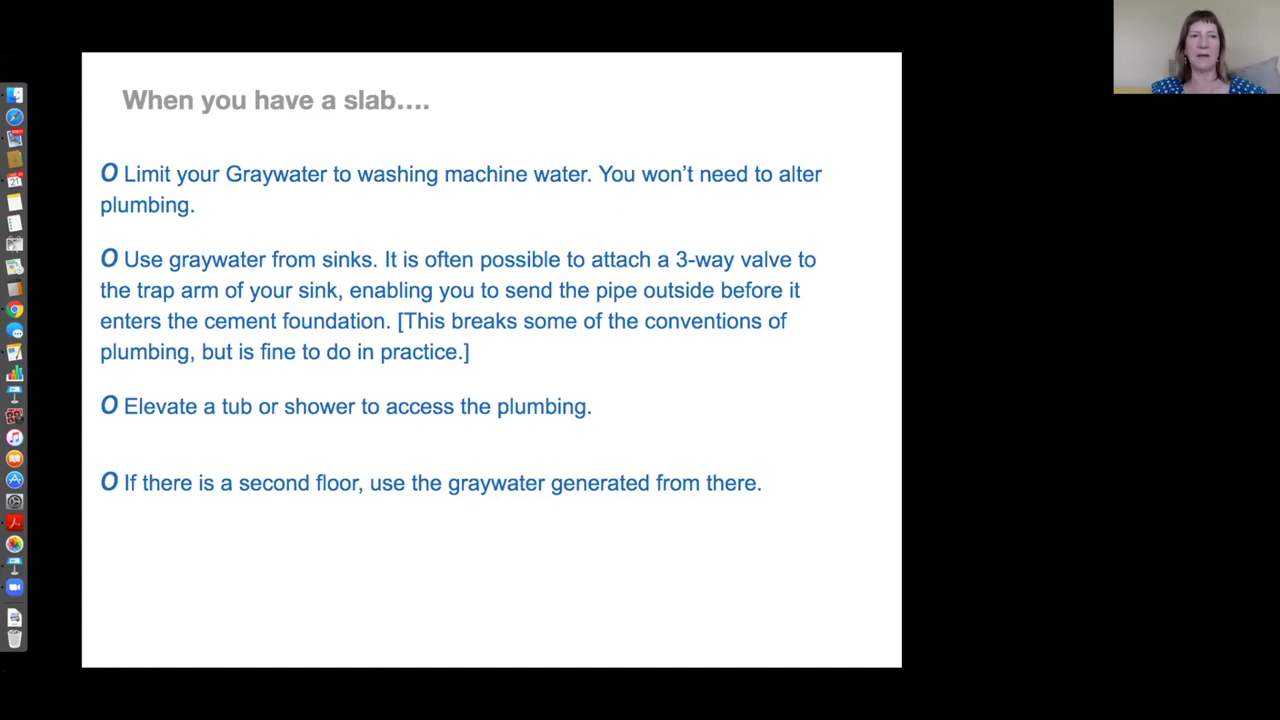 When you have a slab....
O Limit your Graywater to washing machine water. You won't need to alter
plumbing.
O Use graywater from sinks. It is often possible to attach a 3-way valve to
the trap arm of your sink, enabling you to send the pipe outside before it
enters the cement foundation. [This breaks some of the conventions of
plumbing, but is fine to do in practice.]
O Elevate a tub or shower to access the plumbing.
O If there is a second floor, use the graywater generated from there.
21